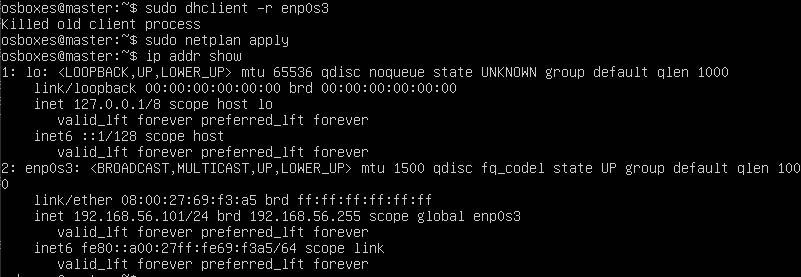 osboxes@master:~$ sudo dhclient -r enp0s3
Killed old client process
osboxes@master:~$ sudo netplan apply
osboxes@master:~$ ip addr show
1: lo: <LOOPBACK,UP,LOWER_UP> mtu 65536 qdisc noqueue state UNKNOWN group default qlen 1000
    link/loopback 00:00:00:00:00:00 brd 00:00:00:00:00:00
    inet 127.0.0.1/8 scope host lo
       valid_lft forever preferred_lft forever
    inet6 ::1/128 scope host
       valid_lft forever preferred_lft forever
2: enp0s3: <BROADCAST,MULTICAST,UP,LOWER_UP> mtu 1500 qdisc fq_codel state UP group default qlen 100
0
    link/ether 08:00:27:69:f3:a5 brd ff:ff:ff:ff:ff:ff
    inet 192.168.56.101/24 brd 192.168.56.255 scope global enp0s3
       valid_lft forever preferred_lft forever
    inet6 fe80::a00:27ff:fe69:f3a5/64 scope link
       valid_lft forever preferred_lft forever